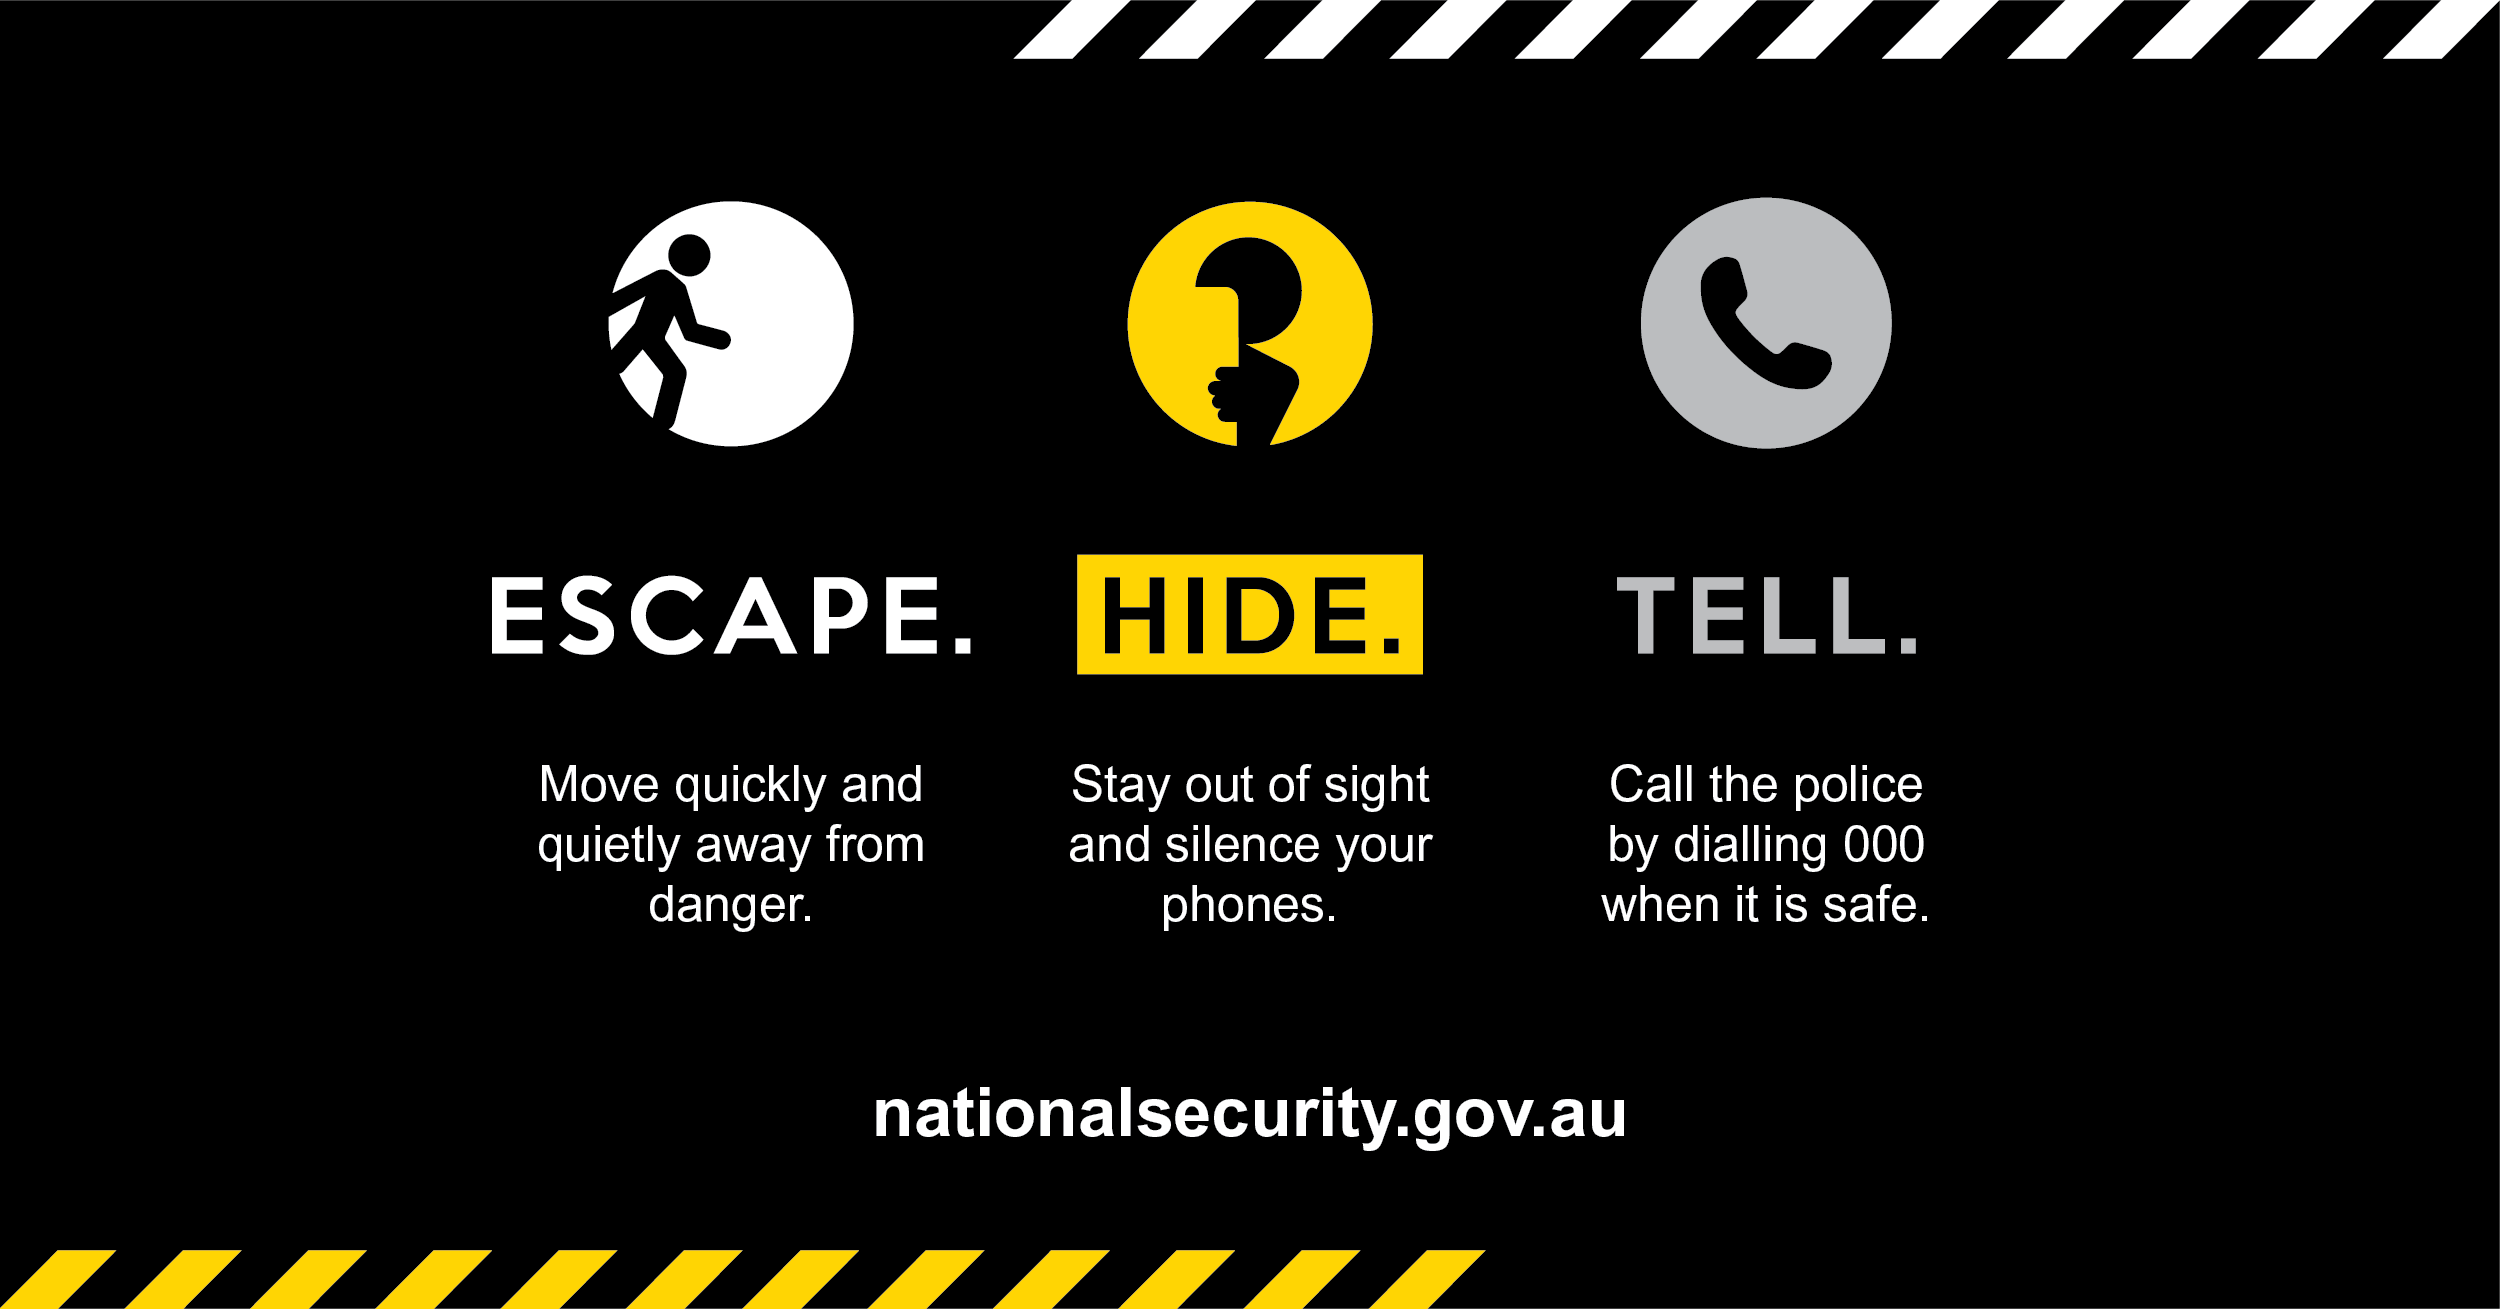 ESCAPE.
HIDE.
TELL.
Move quickly and
quietly away from
danger.
Stay out of sight
and silence your
phones.
Call the police
by dialling 000
when it is safe.
nationalsecurity.gov.au